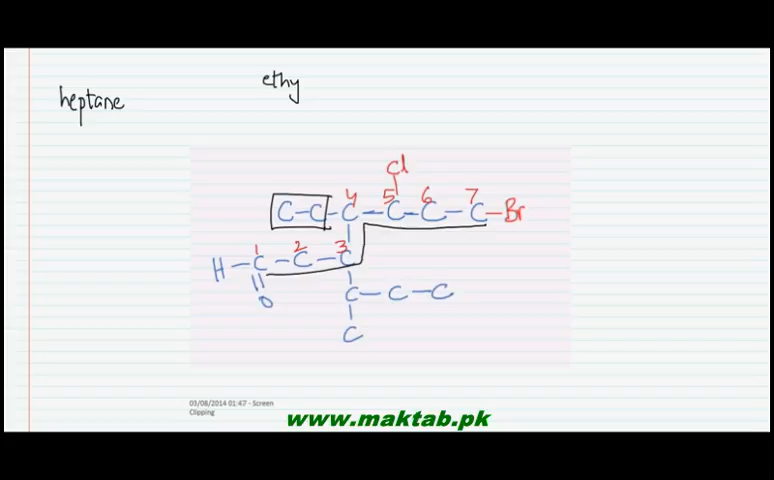 ethy
heptane
Cl
4 5 6 7
C-C-C-C-C-C-Br
1 2 3
H-C-C-C
O
C-C-C
C
03/08/2014 01:47 - Screen
Clipping
www.maktab.pk